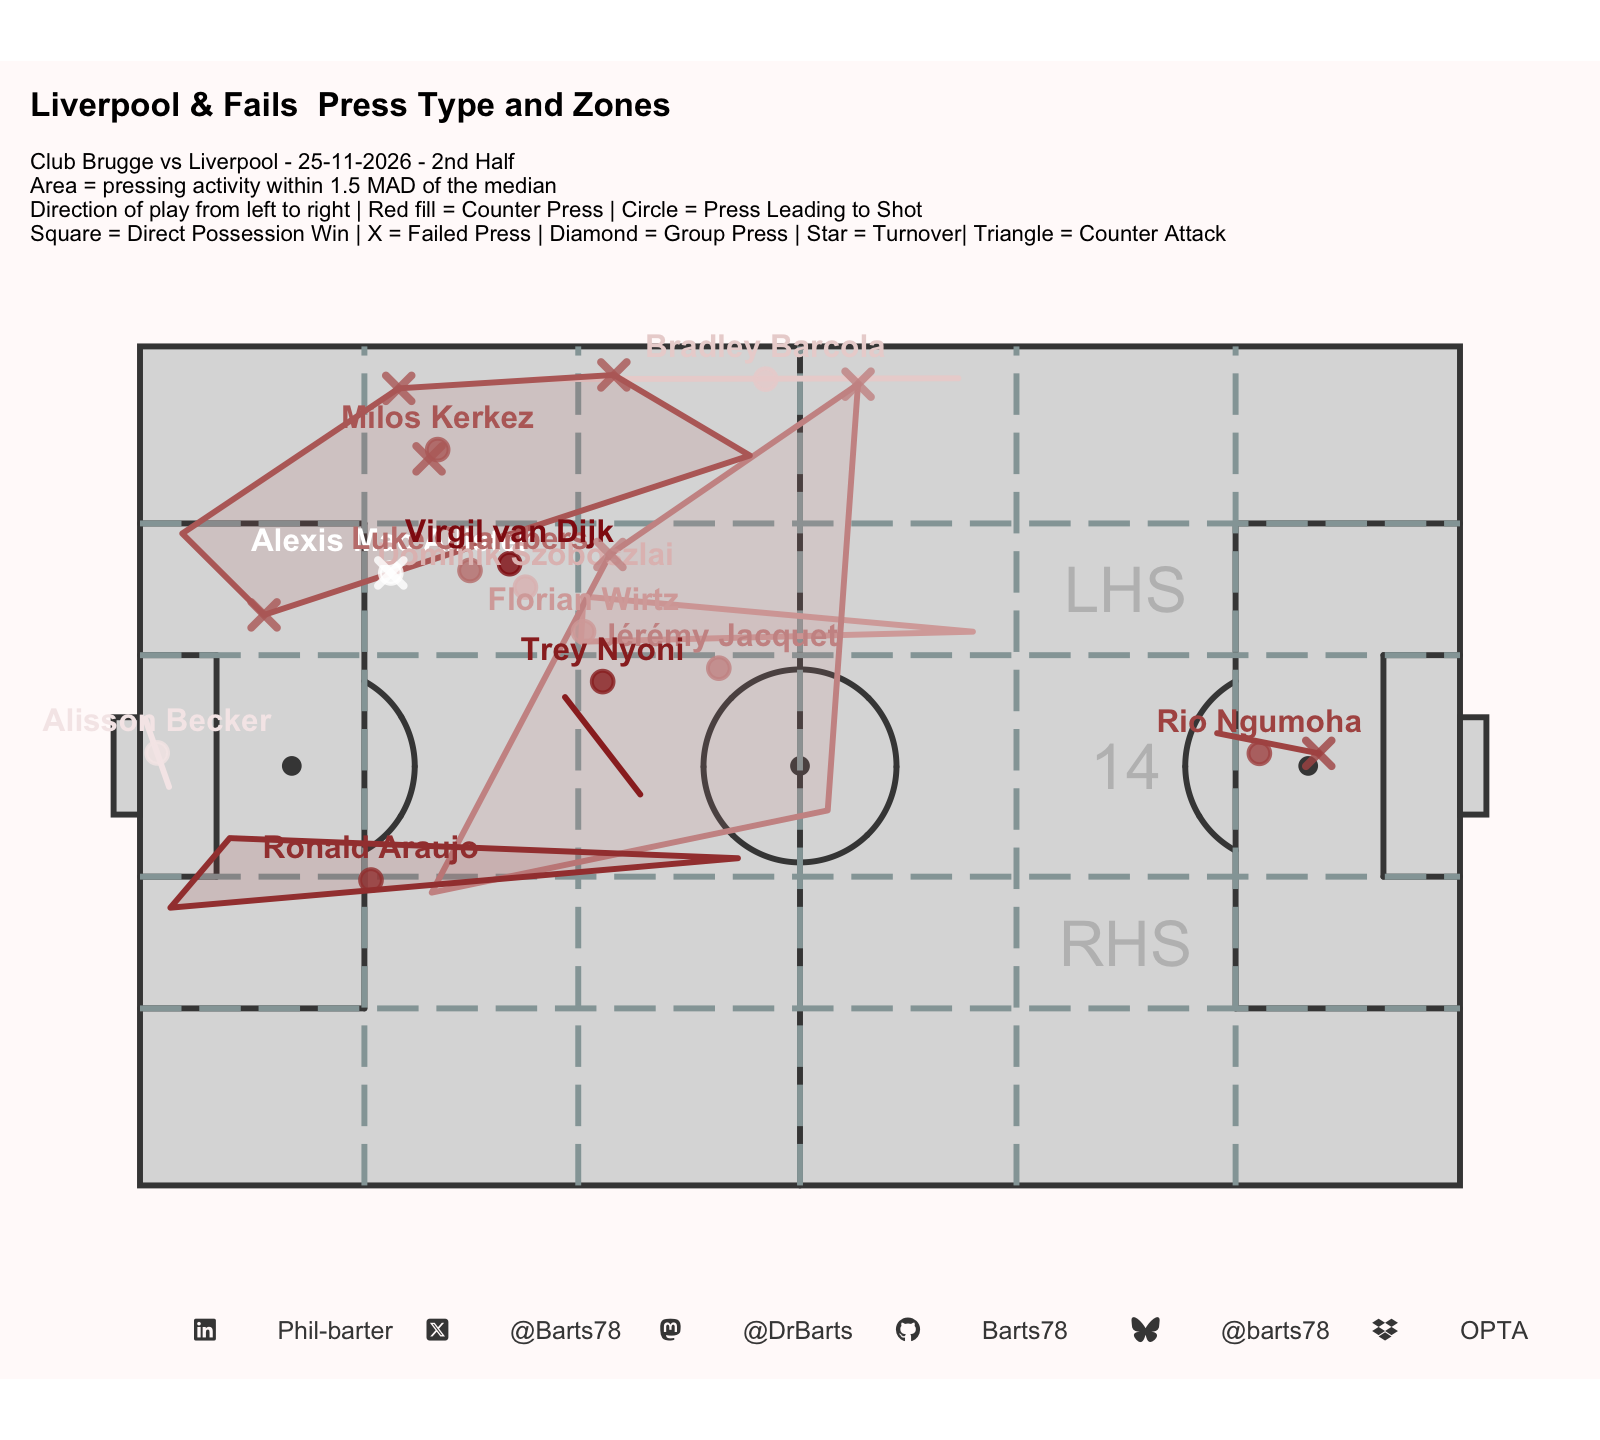 Liverpool & Fails  Press Type and Zones
Club Brugge vs Liverpool - 25-11-2026 - 2nd Half
Area = pressing activity within 1.5 MAD of the median
Direction of play from left to right | Red fill = Counter Press | Circle = Press Leading to Shot
Square = Direct Possession Win | X = Failed Press | Diamond = Group Press | Star = Turnover| Triangle = Counter Attack
Bradley Barcola
Milos Kerkez
Virgil van Dijk
Alexis
Luke Chambers
Szoboszlai
LHS
Florian Wirtz
Jérémy Jacquet
Trey Nyoni
Alisson Becker
Rio Ngumoha
14
Ronald Araujo
RHS
Phil-barter
@Barts78
@DrBarts
Barts78
@barts78
OPTA